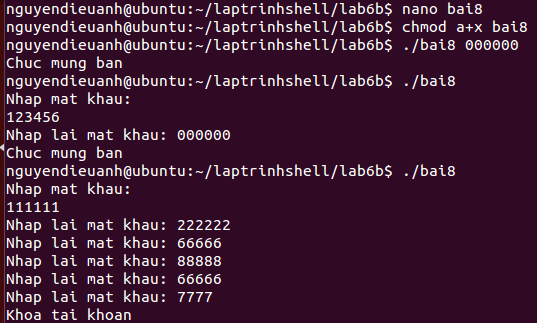 nguyendieuanh@ubuntu:~/laptrinhshell/lab6b$ nano bai8
nguyendieuanh@ubuntu:~/laptrinhshell/lab6b$ chmod a+x bai8
nguyendieuanh@ubuntu:~/laptrinhshell/lab6b$ ./bai8 000000
Chuc mung ban
nguyendieuanh@ubuntu:~/laptrinhshell/lab6b$ ./bai8
Nhap mat khau:
123456
Nhap lai mat khau: 000000
Chuc mung ban
nguyendieuanh@ubuntu:~/laptrinhshell/lab6b$ ./bai8
Nhap mat khau:
111111
Nhap lai mat khau: 222222
Nhap lai mat khau: 66666
Nhap lai mat khau: 88888
Nhap lai mat khau: 66666
Nhap lai mat khau: 7777
Khoa tai khoan